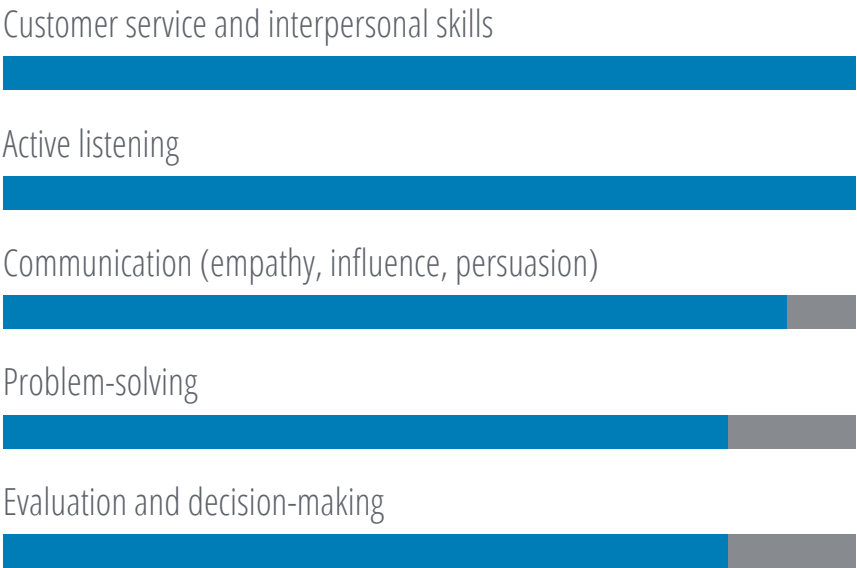 Customer service and interpersonal skills
Active listening
Communication (empathy, influence, persuasion)
Problem-solving
Evaluation and decision-making